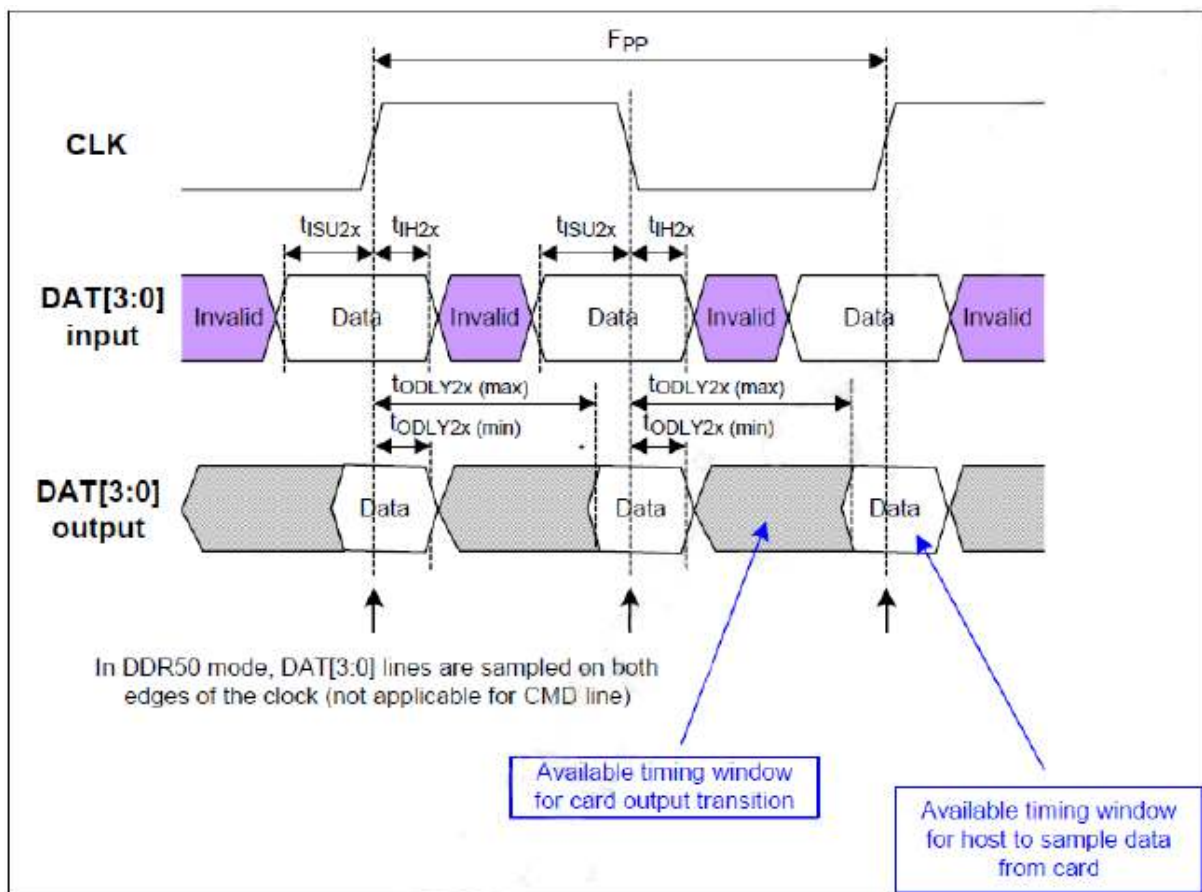 FPP
CLK
tISU2x tIH2x tISU2x tIH2x
DAT[3:0]
input
Invalid Data Invalid Data Invalid Data Invalid
tODLY2x (max) tODLY2x (max)
tODLY2x (min) tODLY2x (min)
DAT[3:0]
output
Data Data Data
In DDR50 mode, DAT[3:0] lines are sampled on both
edges of the clock (not applicable for CMD line)
Available timing window
for card output transition
Available timing window
for host to sample data
from card